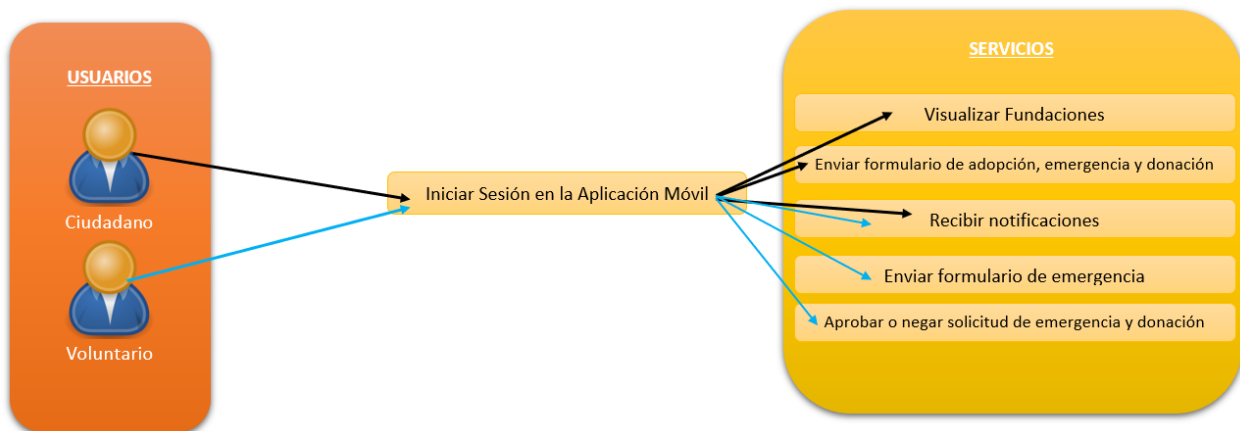 USUARIOS
Ciudadano
Voluntario
Iniciar Sesión en la Aplicación Móvil
SERVICIOS
Visualizar Fundaciones
Enviar formulario de adopción, emergencia y donación
Recibir notificaciones
Enviar formulario de emergencia
Aprobar o negar solicitud de emergencia y donación